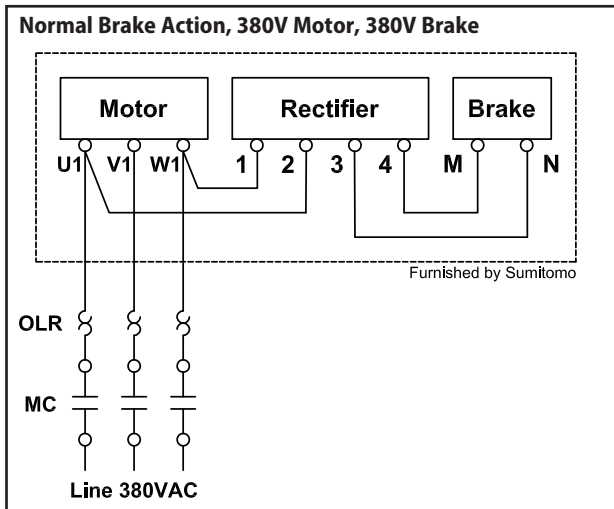 Normal Brake Action, 380V Motor, 380V Brake
Motor Rectifier Brake
U1 V1 W1 1 2 3 4 M N
Furnished by Sumitomo
OLR
MC
Line 380VAC